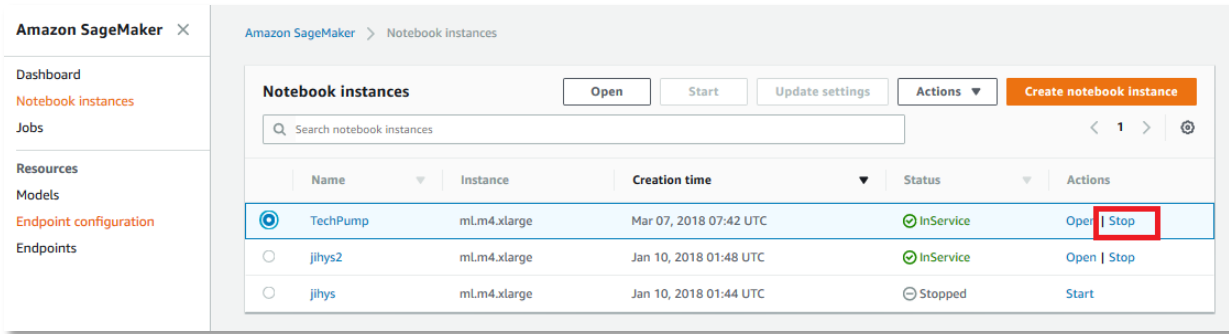 Amazon SageMaker ×
Dashboard
Notebook instances
Jobs
Resources
Models
Endpoint configuration
Endpoints
Amazon SageMaker > Notebook instances
Notebook instances Open Start Update settings Actions ▼ Create notebook instance
Search notebook instances < 1 >
Name Instance Creation time Status Actions
TechPump ml.m4.xlarge Mar 07, 2018 07:42 UTC InService Open | Stop
jihys2 ml.m4.xlarge Jan 10, 2018 01:48 UTC InService Open | Stop
jihys ml.m4.xlarge Jan 10, 2018 01:44 UTC Stopped Start